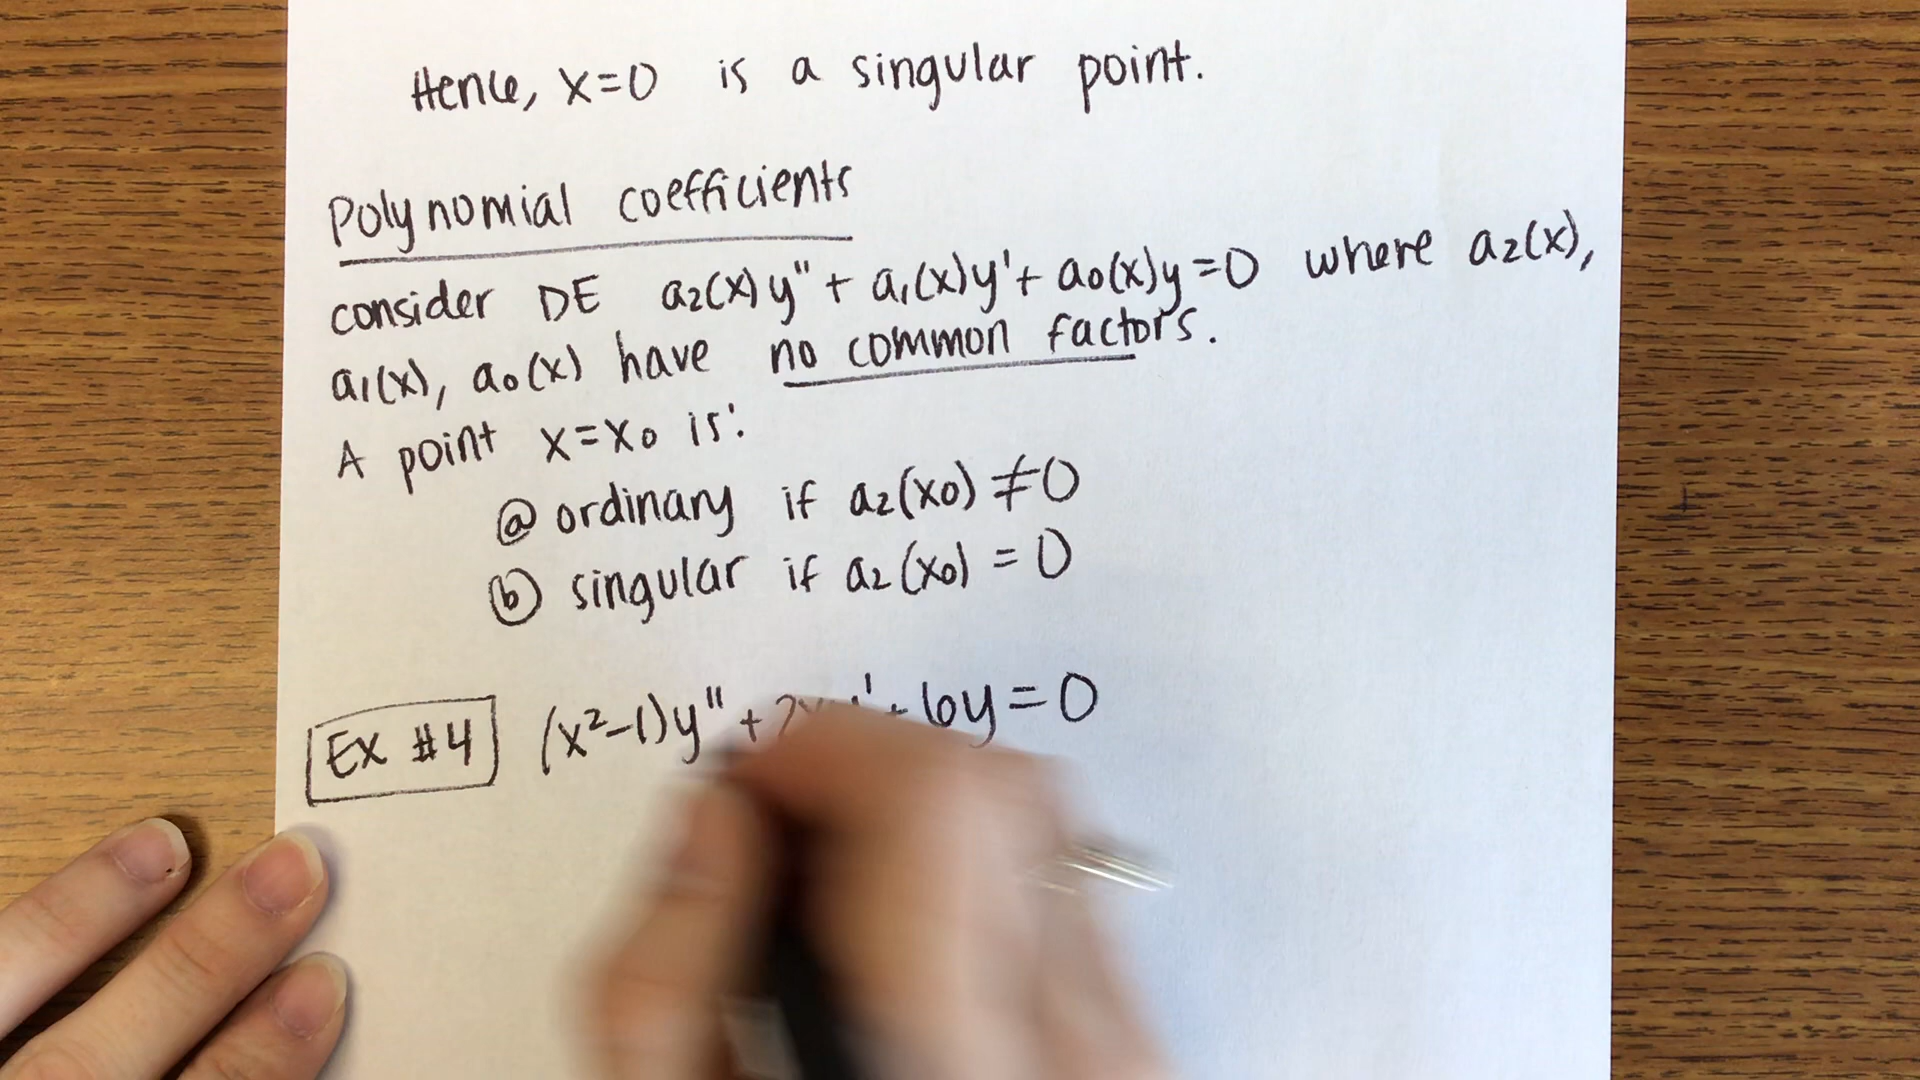 Hence, x=0 is a singular point.
Polynomial coefficients
consider DE a₂(x)y" + a₁(x)y' + a₀(x)y = 0 where a₂(x),
a₁(x), a₀(x) have no common factors.
A point x=x₀ is:
ⓐ ordinary if a₂(x₀) ≠ 0
ⓑ singular if a₂(x₀) = 0
Ex #4 (x²-1)y" + 6y = 0